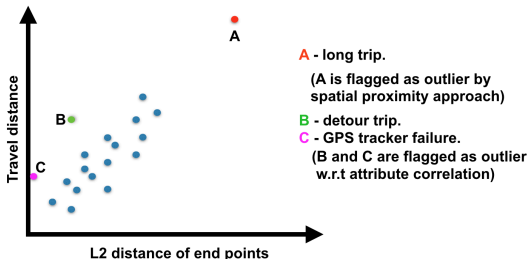 A
A - long trip.
(A is flagged as outlier by
spatial proximity approach)
B
B - detour trip.
C - GPS tracker failure.
(B and C are flagged as outlier
w.r.t attribute correlation)
C
Travel distance
L2 distance of end points